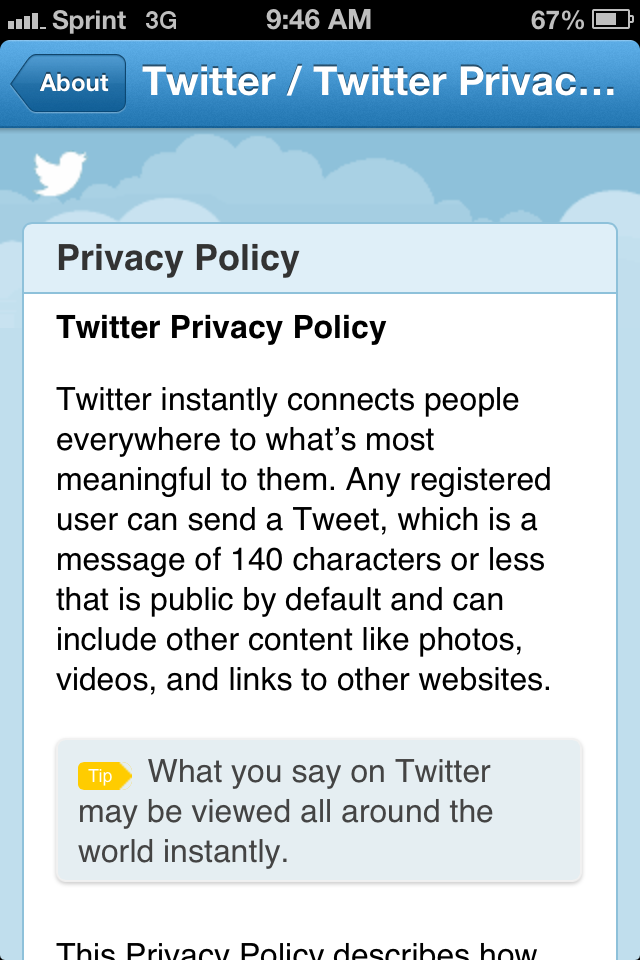 Sprint 3G 9:46 AM 67%
About Twitter / Twitter Privac...
Privacy Policy
Twitter Privacy Policy
Twitter instantly connects people
everywhere to what’s most
meaningful to them. Any registered
user can send a Tweet, which is a
message of 140 characters or less
that is public by default and can
include other content like photos,
videos, and links to other websites.
Tip What you say on Twitter
may be viewed all around the
world instantly.
This Privacy Policy describes how